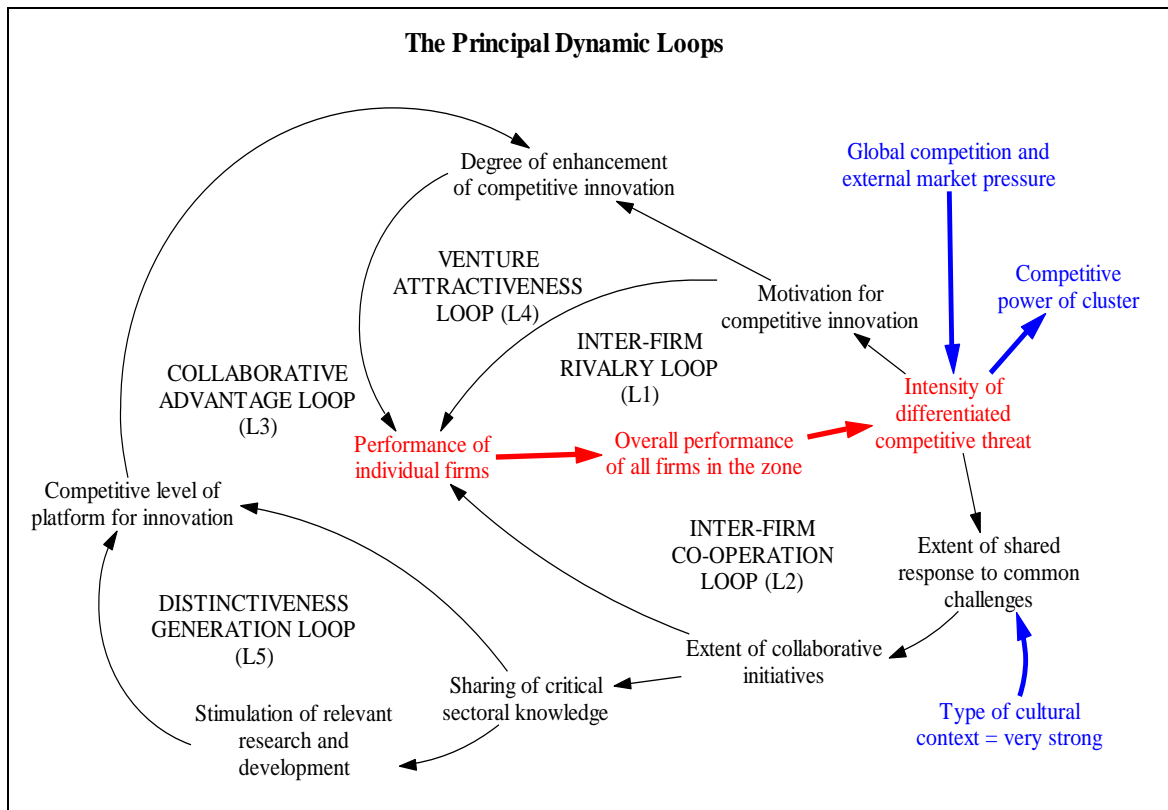 The Principal Dynamic Loops
Degree of enhancement
of competitive innovation
Global competition and
external market pressure
VENTURE
ATTRACTIVENESS
LOOP (L4)
Motivation for
competitive innovation
Competitive
power of cluster
INTER-FIRM
RIVALRY LOOP
(L1)
COLLABORATIVE
ADVANTAGE LOOP
(L3)
Intensity of
differentiated
competitive threat
Performance of
individual firms
Overall performance
of all firms in the zone
Competitive level of
platform for innovation
INTER-FIRM
CO-OPERATION
LOOP (L2)
Extent of shared
response to common
challenges
DISTINCTIVENESS
GENERATION LOOP
(L5)
Extent of collaborative
initiatives
Sharing of critical
sectoral knowledge
Stimulation of relevant
research and
development
Type of cultural
context = very strong